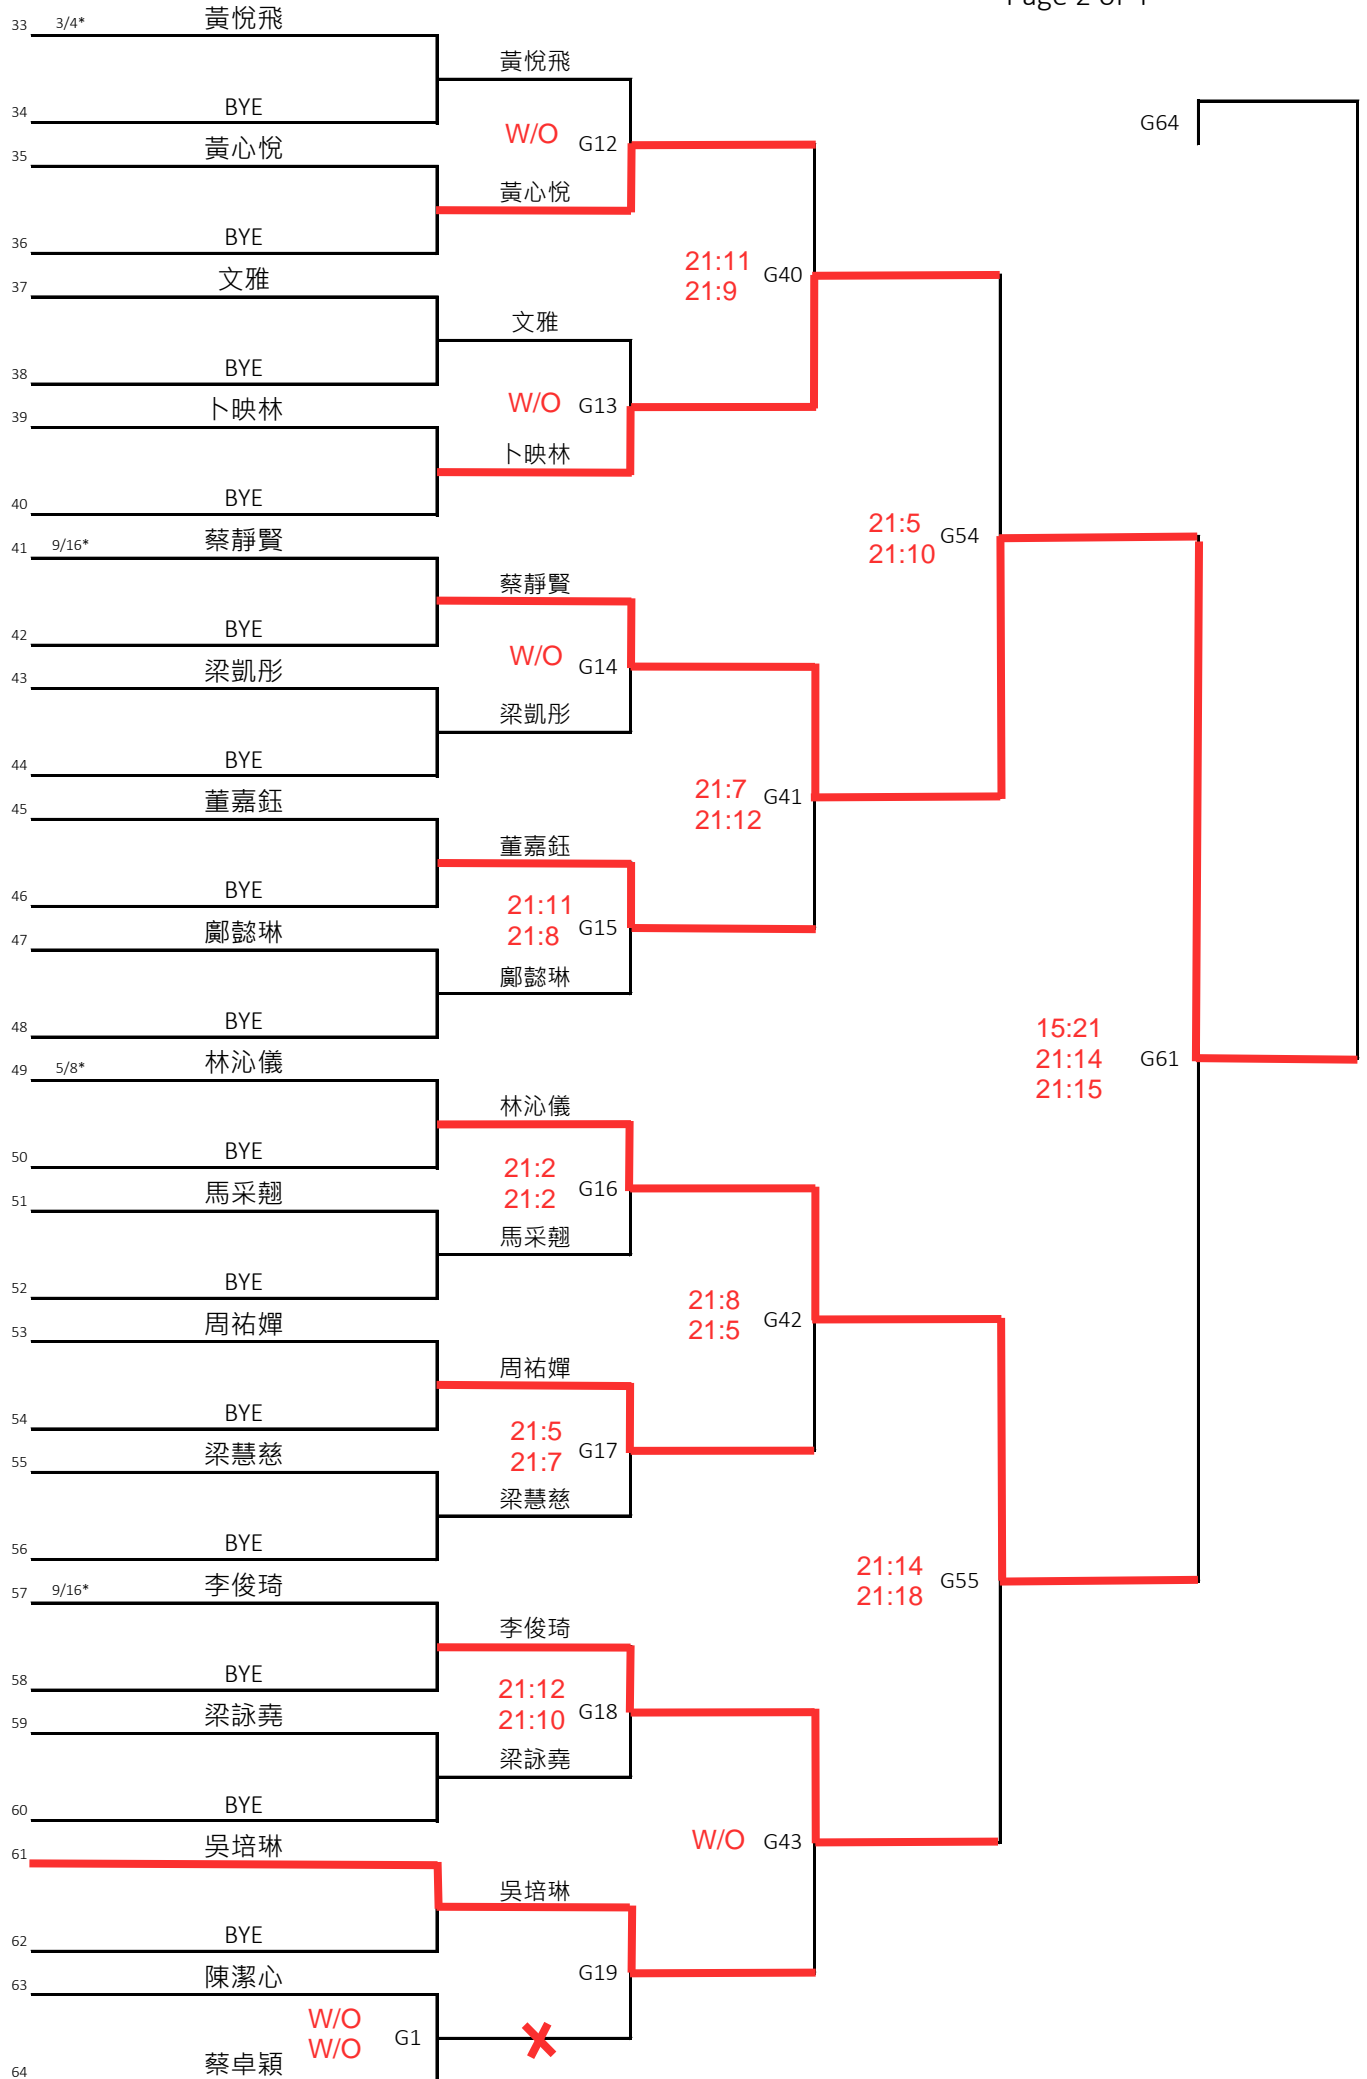 Page 2 of 4
33 3/4* 黃悅飛
黃悅飛
34 BYE
G64
W/O G12
35 黃心悅
黃心悅
36 BYE
21:11
21:9
G40
37 文雅
文雅
38 BYE
W/O G13
39 卜映林
卜映林
40 BYE
21:5
21:10
G54
41 9/16* 蔡靜賢
蔡靜賢
42 BYE
W/O G14
43 梁凱彤
梁凱彤
44 BYE
21:7
21:12
G41
45 董嘉鈺
董嘉鈺
46 BYE
21:11
21:8
G15
47 鄺懿琳
鄺懿琳
48 BYE
15:21
21:14
21:15
G61
49 5/8* 林沁儀
林沁儀
50 BYE
21:2
21:2
G16
51 馬采翹
馬采翹
52 BYE
21:8
21:5
G42
53 周祐嬋
周祐嬋
54 BYE
21:5
21:7
G17
55 梁慧慈
梁慧慈
56 BYE
21:14
21:18
G55
57 9/16* 李俊琦
李俊琦
58 BYE
21:12
21:10
G18
59 梁詠堯
梁詠堯
60 BYE
W/O G43
61 吳培琳
吳培琳
62 BYE
G19
63 陳潔心
W/O
W/O
G1
64 蔡卓穎